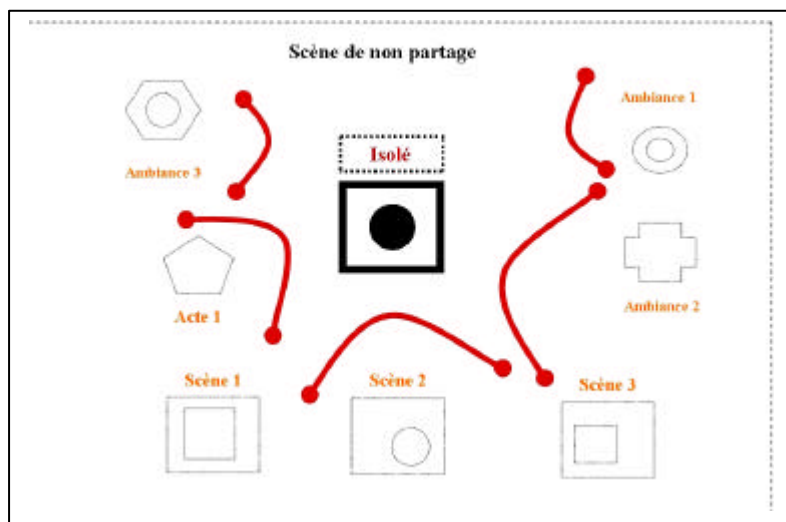 Scène de non partage
Ambiance 1
Isolé
Ambiance 3
Ambiance 2
Acte 1
Scène 1
Scène 2
Scène 3